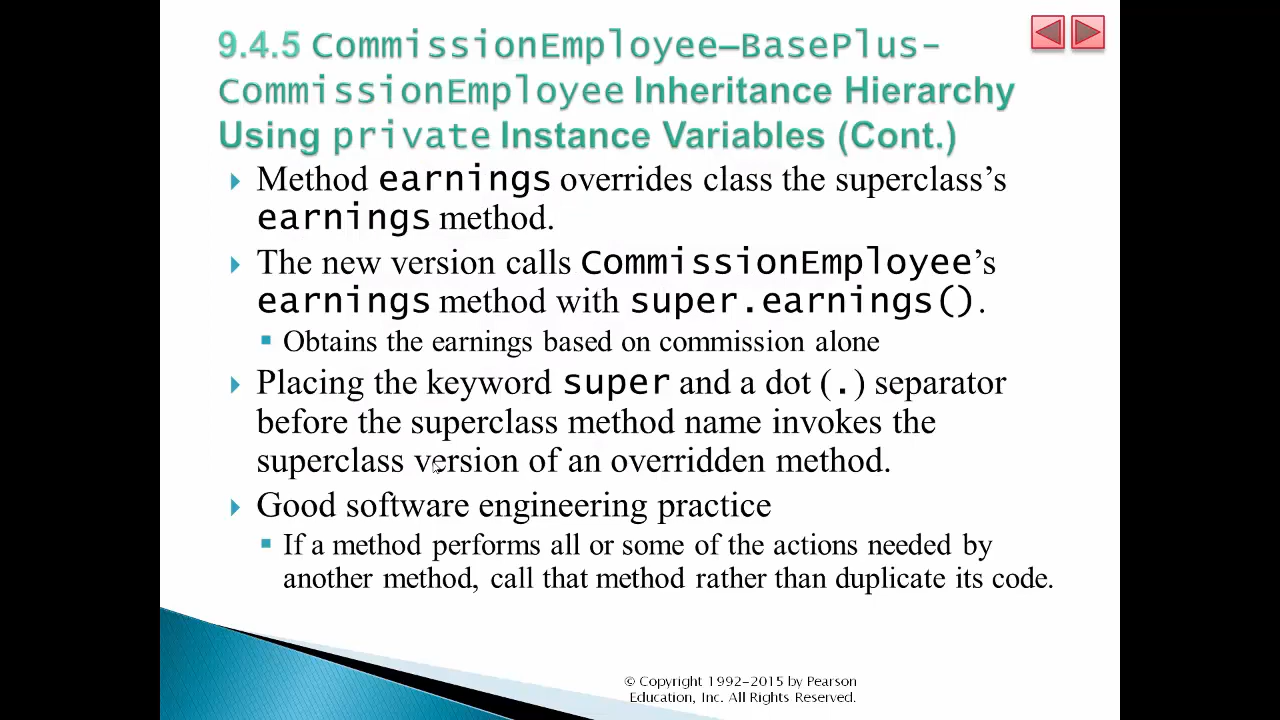 9.4.5 CommissionEmployee—BasePlus-
CommissionEmployee Inheritance Hierarchy
Using private Instance Variables (Cont.)
Method earnings overrides class the superclass’s
earnings method.
The new version calls CommissionEmployee’s
earnings method with super.earnings().
Obtains the earnings based on commission alone
Placing the keyword super and a dot (.) separator
before the superclass method name invokes the
superclass version of an overridden method.
Good software engineering practice
If a method performs all or some of the actions needed by
another method, call that method rather than duplicate its code.
© Copyright 1992-2015 by Pearson
Education, Inc. All Rights Reserved.